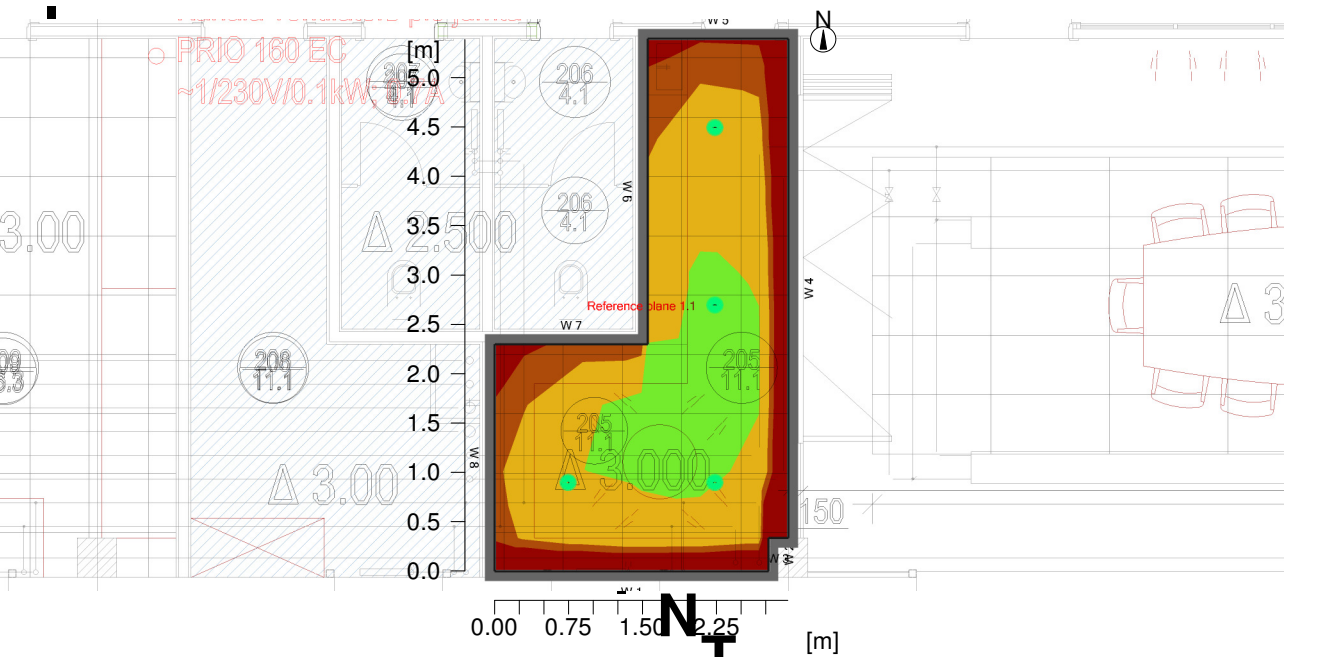 W 5
N
PRIO 160 EC
~1/230V/0.1kW;
[m]
5.0
4.5
4.0
3.5
3.0
2.5
2.0
1.5
1.0
0.5
0.0
206
4.1
206
4.1
W 6
3.00
Δ 2.500
W 4
Reference plane 1.1
W 7
Δ 3
208
11.1
205
11.1
205
11.1
W 8
Δ 3.00
Δ 3.000
150
0.00 0.75 1.50 2.25
[m]
N
T